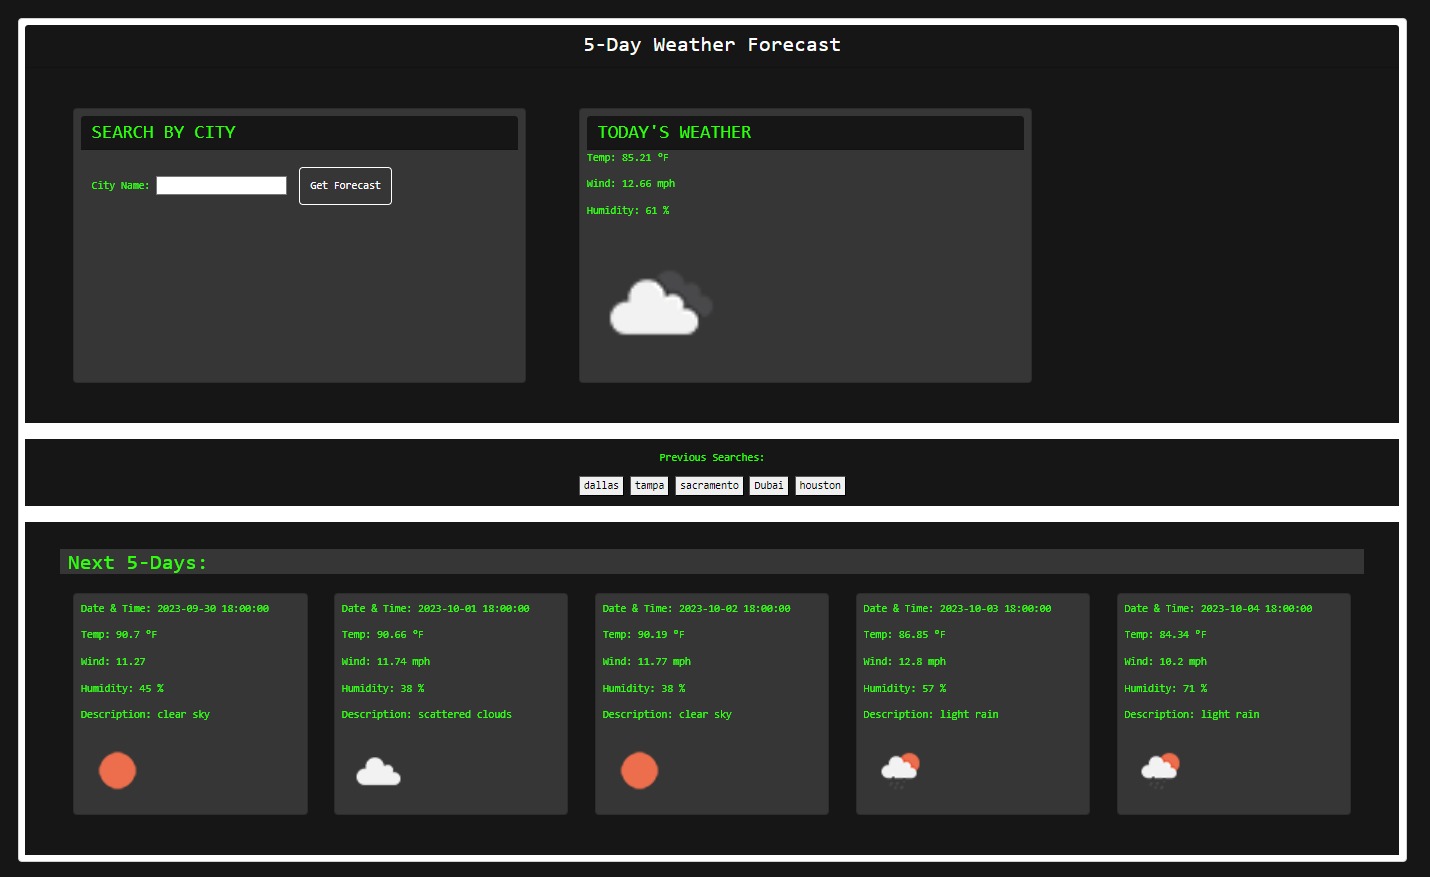 5-Day Weather Forecast
SEARCH BY CITY
City Name:
Get Forecast
TODAY'S WEATHER
Temp: 85.21 °F
Wind: 12.66 mph
Humidity: 61 %
Previous Searches:
dallas tampa sacramento Dubai houston
Next 5-Days:
Date & Time: 2023-09-30 18:00:00
Temp: 90.7 °F
Wind: 11.27
Humidity: 45 %
Description: clear sky
Date & Time: 2023-10-01 18:00:00
Temp: 90.66 °F
Wind: 11.74 mph
Humidity: 38 %
Description: scattered clouds
Date & Time: 2023-10-02 18:00:00
Temp: 90.19 °F
Wind: 11.77 mph
Humidity: 38 %
Description: clear sky
Date & Time: 2023-10-03 18:00:00
Temp: 86.85 °F
Wind: 12.8 mph
Humidity: 57 %
Description: light rain
Date & Time: 2023-10-04 18:00:00
Temp: 84.34 °F
Wind: 10.2 mph
Humidity: 71 %
Description: light rain